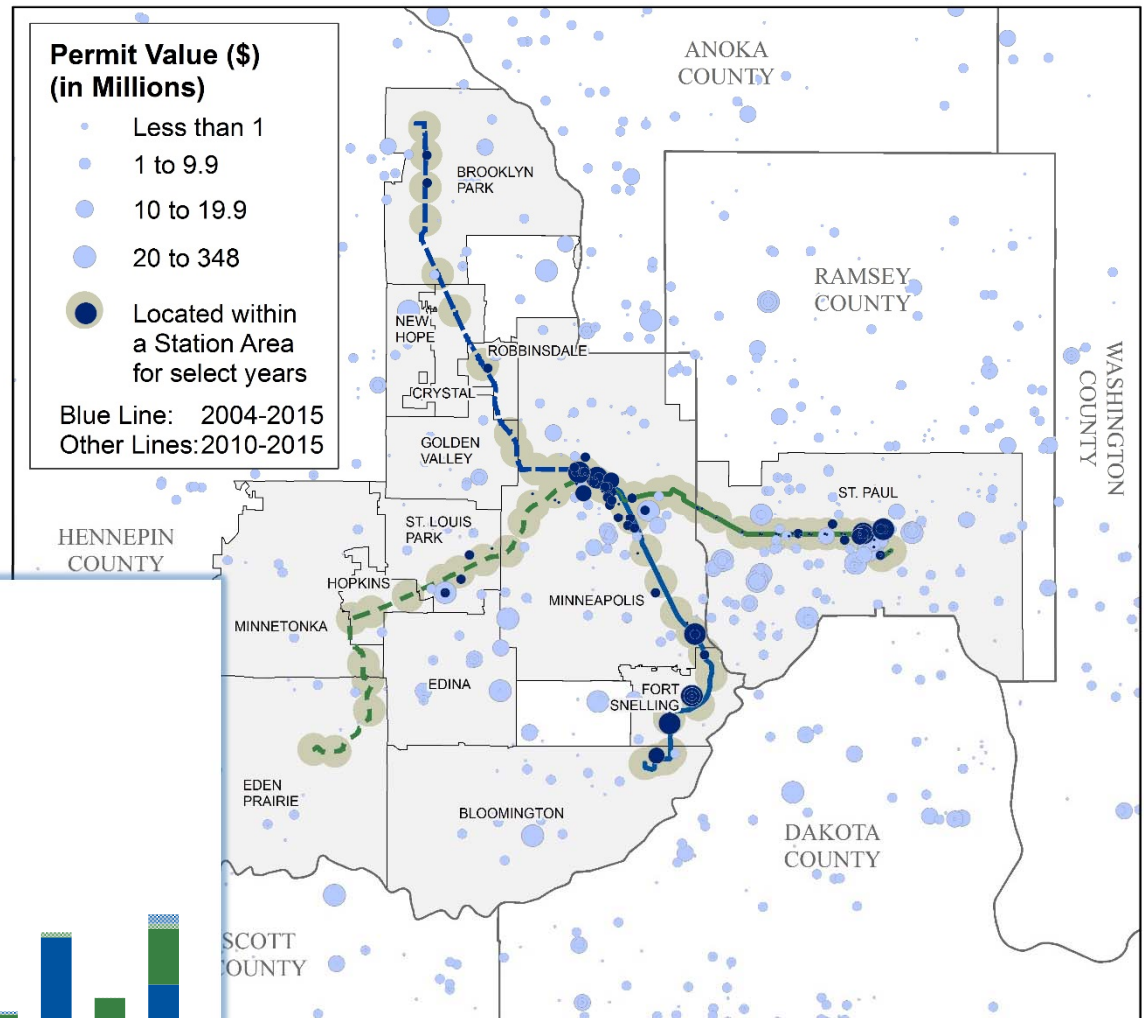 Permit Value ($)
(in Millions)
Less than 1
1 to 9.9
10 to 19.9
20 to 348
Located within
a Station Area
for select years
Blue Line: 2004-2015
Other Lines: 2010-2015
ANOKA
COUNTY
BROOKLYN
PARK
RAMSEY
COUNTY
NEW
HOPE
ROBBINSDALE
WASHINGTON
COUNTY
CRYSTAL
GOLDEN
VALLEY
ST. PAUL
ST. LOUIS
PARK
HENNEPIN
COUNTY
HOPKINS
MINNEAPOLIS
MINNETONKA
EDINA
FORT
SNELLING
EDEN
PRAIRIE
BLOOMINGTON
DAKOTA
COUNTY
SCOTT
COUNTY